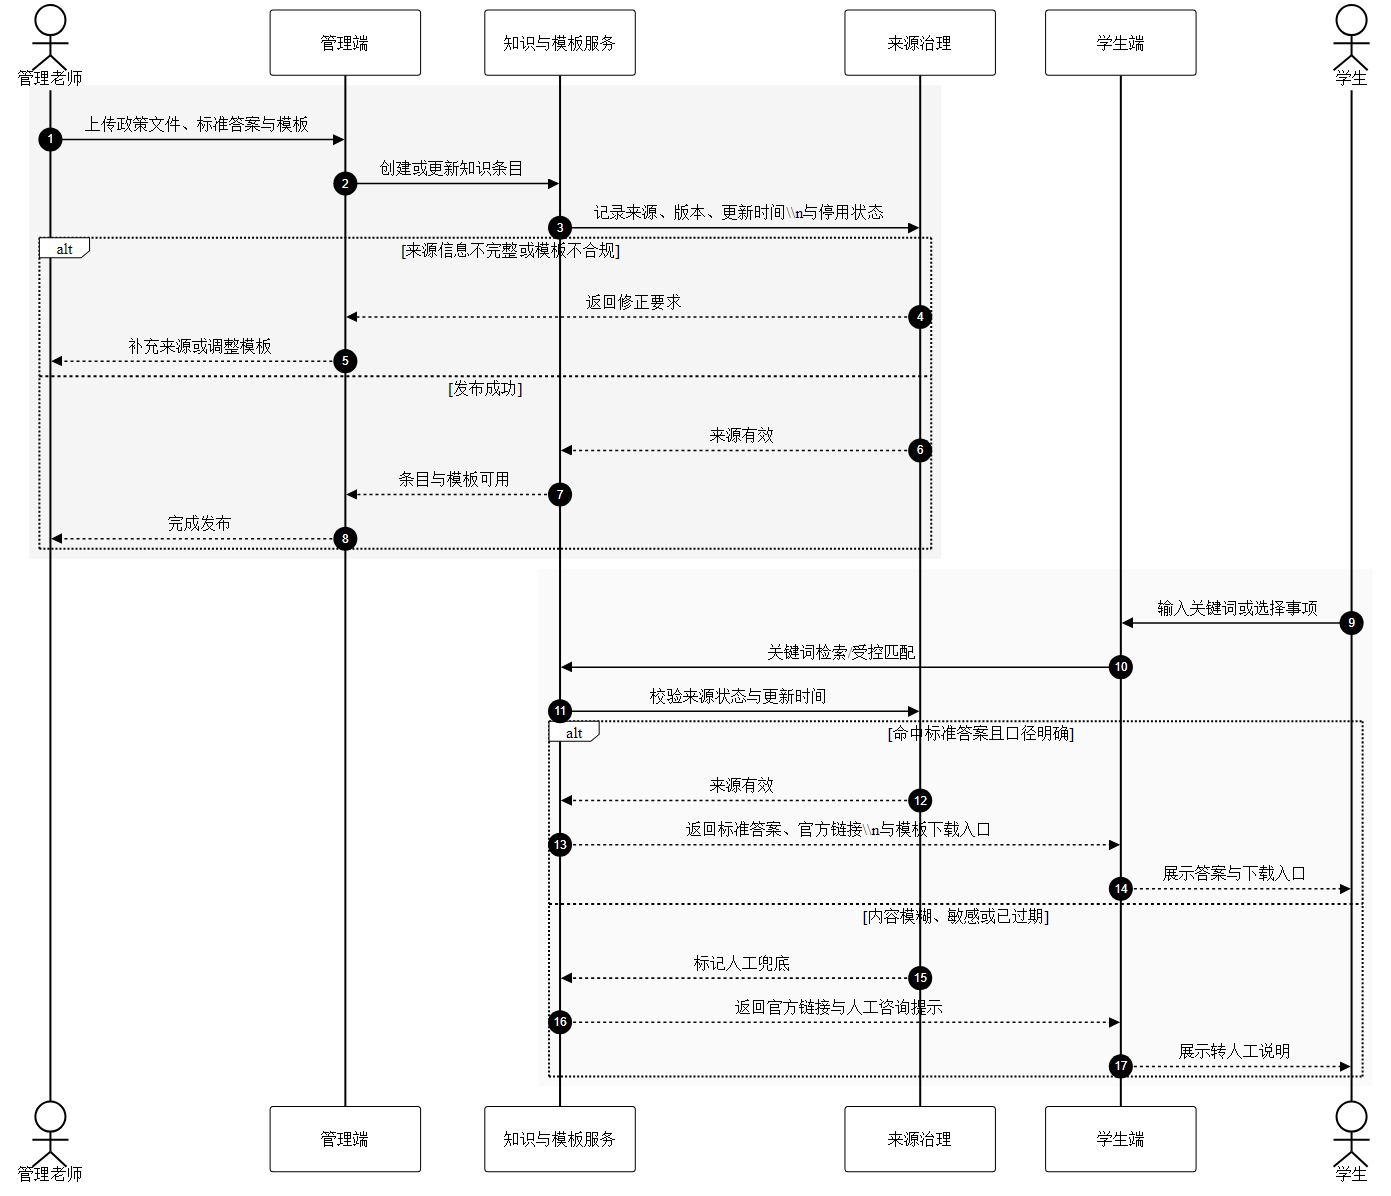 管理老师
管理端
知识与模板服务
来源治理
学生端
学生
1
上传政策文件、标准答案与模板
2
创建或更新知识条目
3
记录来源、版本、更新时间\\n与停用状态
alt
[来源信息不完整或模板不合规]
4
返回修正要求
5
补充来源或调整模板
[发布成功]
6
来源有效
7
条目与模板可用
8
完成发布
9
输入关键词或选择事项
10
关键词检索/受控匹配
11
校验来源状态与更新时间
alt
[命中标准答案且口径明确]
12
来源有效
13
返回标准答案、官方链接\\n与模板下载入口
14
展示答案与下载入口
[内容模糊、敏感或已过期]
15
标记人工兜底
16
返回官方链接与人工咨询提示
17
展示转人工说明
管理老师
管理端
知识与模板服务
来源治理
学生端
学生